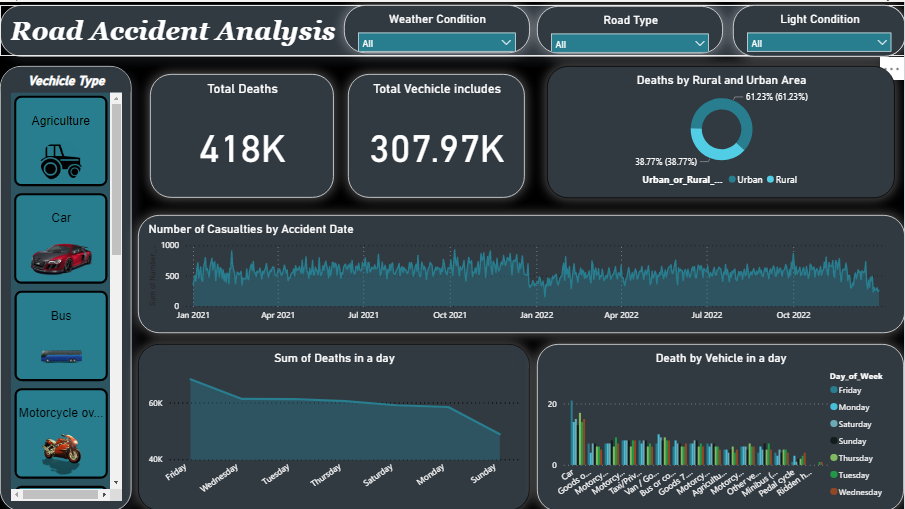 Road Accident Analysis
Weather Condition
All
Road Type
All
Light Condition
All
Vechicle Type
Agriculture
Car
Bus
Motorcycle ov...
Total Deaths
418K
Total Vechicle includes
307.97K
Deaths by Rural and Urban Area
61.23% (61.23%)
38.77% (38.77%)
Urban_or_Rural_... Urban Rural
Number of Casualties by Accident Date
1000
500
0
Jan 2021 Apr 2021 Jul 2021 Oct 2021 Jan 2022 Apr 2022 Jul 2022 Oct 2022
Sum of Deaths in a day
60K
40K
Friday Wednesday Tuesday Thursday Saturday Monday Sunday
Death by Vehicle in a day
20
0
Car Goods o... Motorcy... Motorcy... Taxi/Priv... Van / Go... Bus or co... Goods 7... Motorcy... Agricultu... Motorcy... Other ve... Minibus (... Pedal cycle Ridden h...
Day_of_Week
Friday
Monday
Saturday
Sunday
Thursday
Tuesday
Wednesday